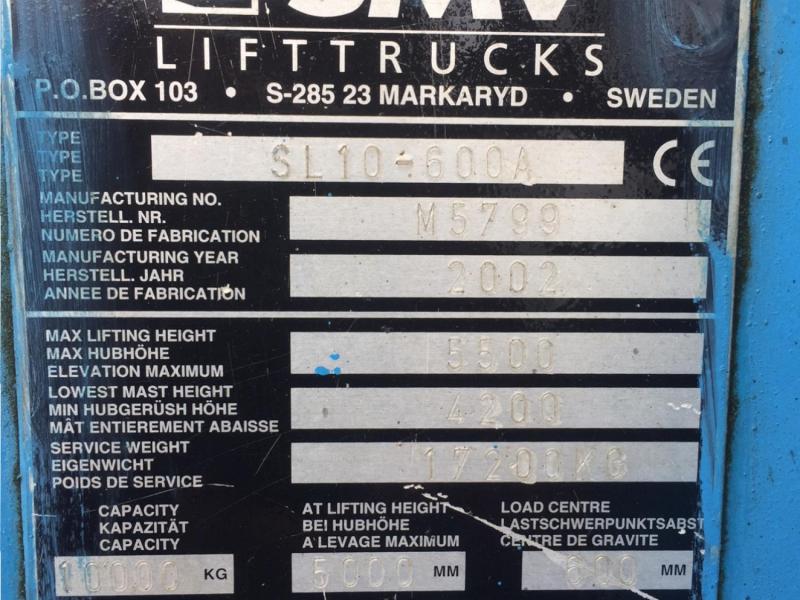 SMV
LIFTTRUCKS
P.O.BOX 103 • S-285 23 MARKARYD • SWEDEN
TYPE
TYPE SL10-600A CE
TYPE
MANUFACTURING NO.
HERSTELL. NR. M5799
NUMERO DE FABRICATION
MANUFACTURING YEAR
HERSTELL. JAHR 2002
ANNEE DE FABRICATION
MAX LIFTING HEIGHT
MAX HUBHÖHE 5500
ELEVATION MAXIMUM
LOWEST MAST HEIGHT
MIN HUBGERÜSH HÖHE 4200
MÂT ENTIEREMENT ABAISSE
SERVICE WEIGHT
EIGENWICHT 17200KG
POIDS DE SERVICE
CAPACITY AT LIFTING HEIGHT LOAD CENTRE
KAPAZITÄT BEI HUBHÖHE LASTSCHWERPUNKTSABST
CAPACITY A LEVAGE MAXIMUM CENTRE DE GRAVITE
10000 KG 5000 MM 600 MM